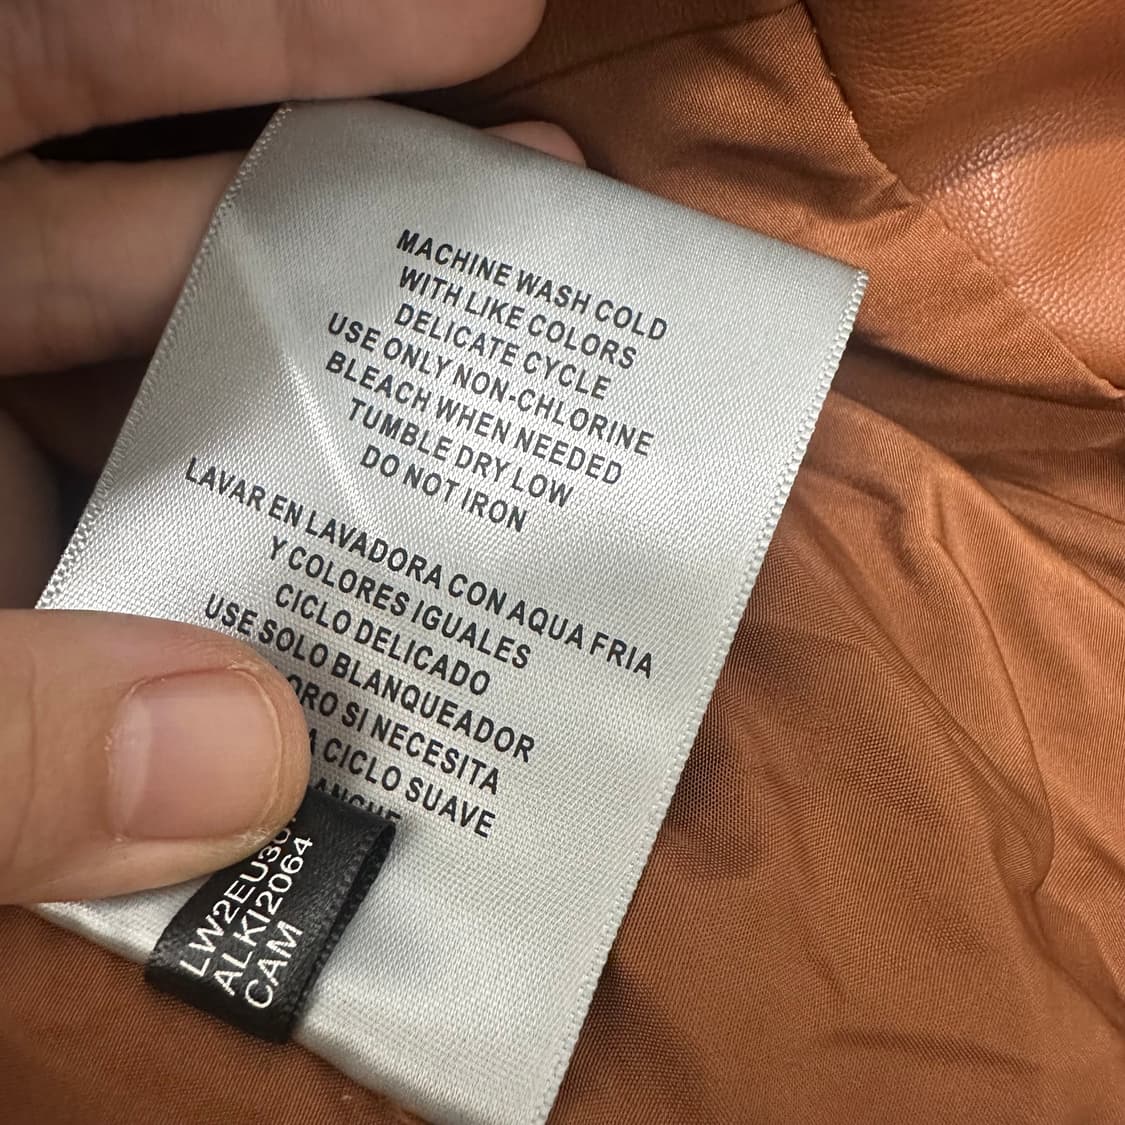 MACHINE WASH COLD
WITH LIKE COLORS
DELICATE CYCLE
USE ONLY NON-CHLORINE
BLEACH WHEN NEEDED
TUMBLE DRY LOW
DO NOT IRON
LAVAR EN LAVADORA CON AQUA FRIA
Y COLORES IGUALES
CICLO DELICADO
USE SOLO BLANQUEADOR
SI NECESITA
CICLO SUAVE
ALKI2064
CAM